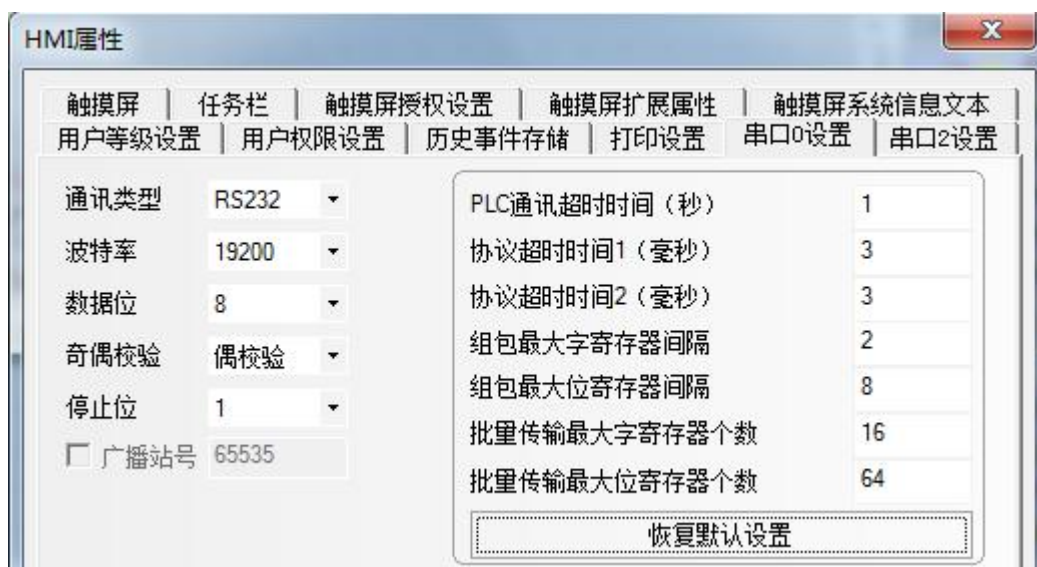 HMI属性
触摸屏 任务栏 触摸屏授权设置 触摸屏扩展属性 触摸屏系统信息文本
用户等级设置 用户权限设置 历史事件存储 打印设置 串口0设置 串口2设置
通讯类型 RS232
波特率 19200
数据位 8
奇偶校验 偶校验
停止位 1
广播站号 65535
PLC通讯超时时间（秒） 1
协议超时时间1（毫秒） 3
协议超时时间2（毫秒） 3
组包最大字寄存器间隔 2
组包最大位寄存器间隔 8
批量传输最大字寄存器个数 16
批量传输最大位寄存器个数 64
恢复默认设置